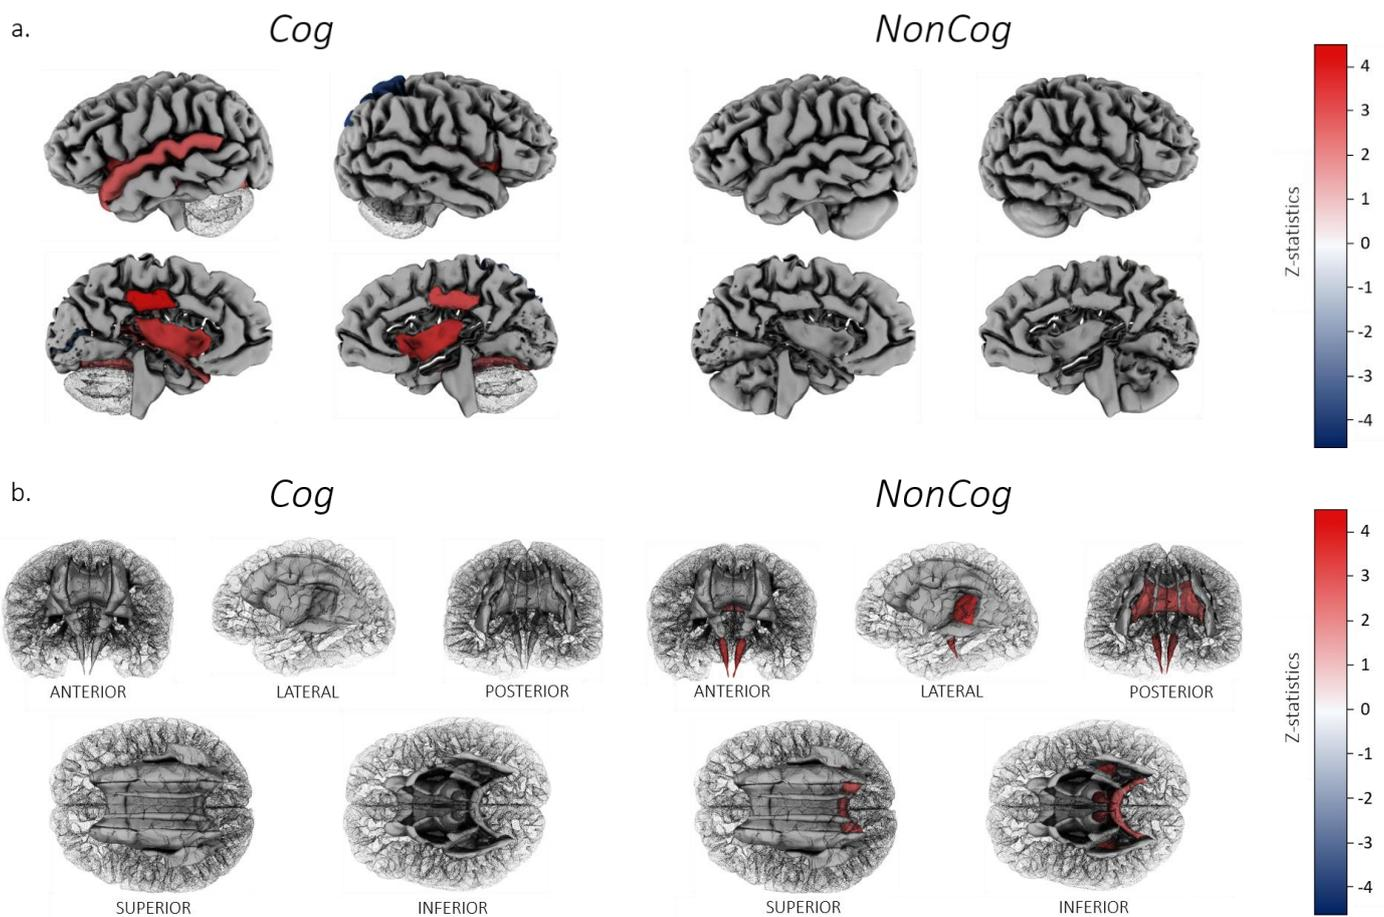 a.
Cog
NonCog
4
3
2
1
0
-1
-2
-3
-4
Z-statistics
b.
Cog
NonCog
ANTERIOR
LATERAL
POSTERIOR
ANTERIOR
LATERAL
POSTERIOR
SUPERIOR
INFERIOR
SUPERIOR
INFERIOR
4
3
2
1
0
-1
-2
-3
-4
Z-statistics